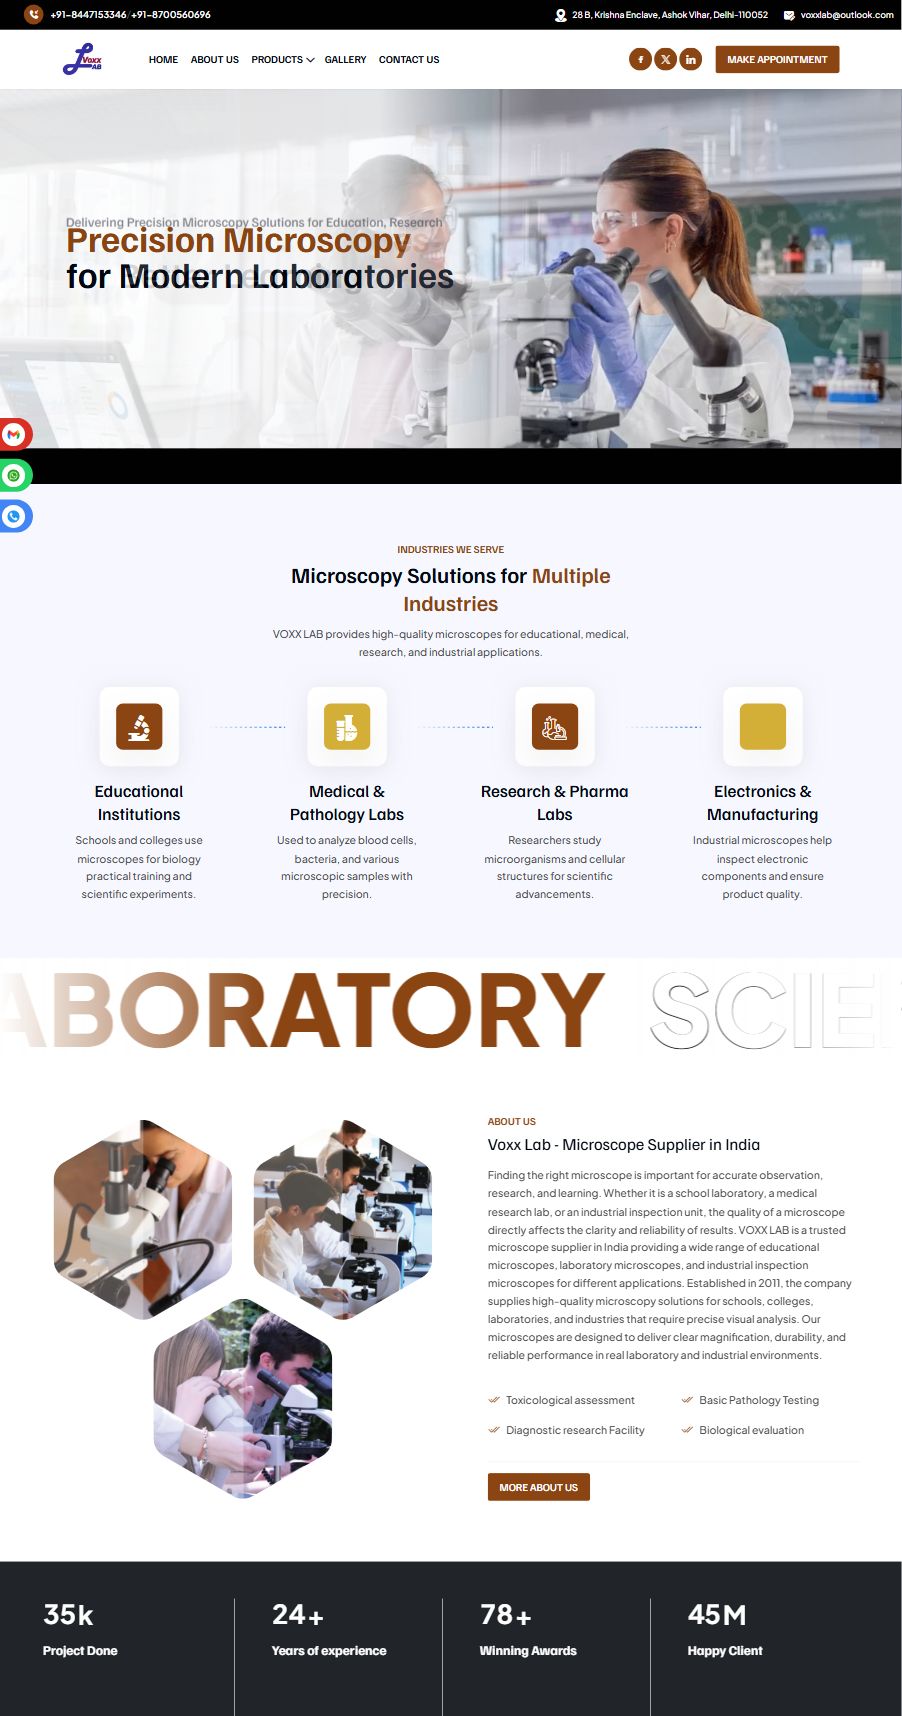 +91-8447153346/+91-8700560696
28 B, Krishna Enclave, Ashok Vihar, Delhi-110052
voxxlab@outlook.com
Voxx
LAB
HOME ABOUT US PRODUCTS GALLERY CONTACT US
MAKE APPOINTMENT
Delivering Precision Microscopy Solutions for Education, Research
Precision Microscopy
for Modern Laboratories
INDUSTRIES WE SERVE
Microscopy Solutions for Multiple
Industries
VOXX LAB provides high-quality microscopes for educational, medical,
research, and industrial applications.
Educational
Institutions
Schools and colleges use
microscopes for biology
practical training and
scientific experiments.
Medical &
Pathology Labs
Used to analyze blood cells,
bacteria, and various
microscopic samples with
precision.
Research & Pharma
Labs
Researchers study
microorganisms and cellular
structures for scientific
advancements.
Electronics &
Manufacturing
Industrial microscopes help
inspect electronic
components and ensure
product quality.
ABORATORY SCIE
ABOUT US
Voxx Lab - Microscope Supplier in India
Finding the right microscope is important for accurate observation,
research, and learning. Whether it is a school laboratory, a medical
research lab, or an industrial inspection unit, the quality of a microscope
directly affects the clarity and reliability of results. VOXX LAB is a trusted
microscope supplier in India providing a wide range of educational
microscopes, laboratory microscopes, and industrial inspection
microscopes for different applications. Established in 2011, the company
supplies high-quality microscopy solutions for schools, colleges,
laboratories, and industries that require precise visual analysis. Our
microscopes are designed to deliver clear magnification, durability, and
reliable performance in real laboratory and industrial environments.
Toxicological assessment
Basic Pathology Testing
Diagnostic research Facility
Biological evaluation
MORE ABOUT US
35k
Project Done
24+
Years of experience
78+
Winning Awards
45M
Happy Client